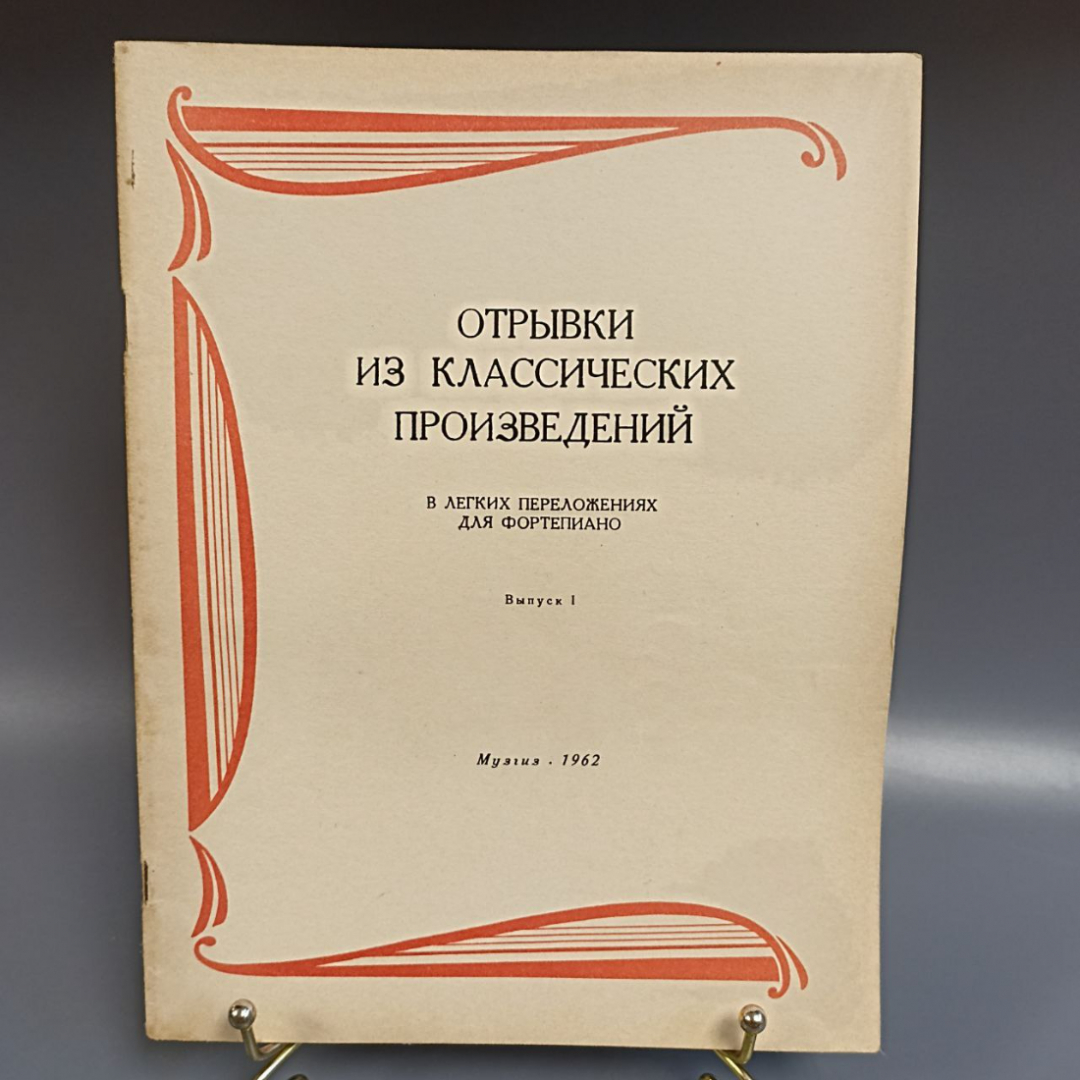 ОТРЫВКИ
ИЗ КЛАССИЧЕСКИХ
ПРОИЗВЕДЕНИЙ
В ЛЕГКИХ ПЕРЕЛОЖЕНИЯХ
ДЛЯ ФОРТЕПИАНО
Выпуск I
Музгиз • 1962